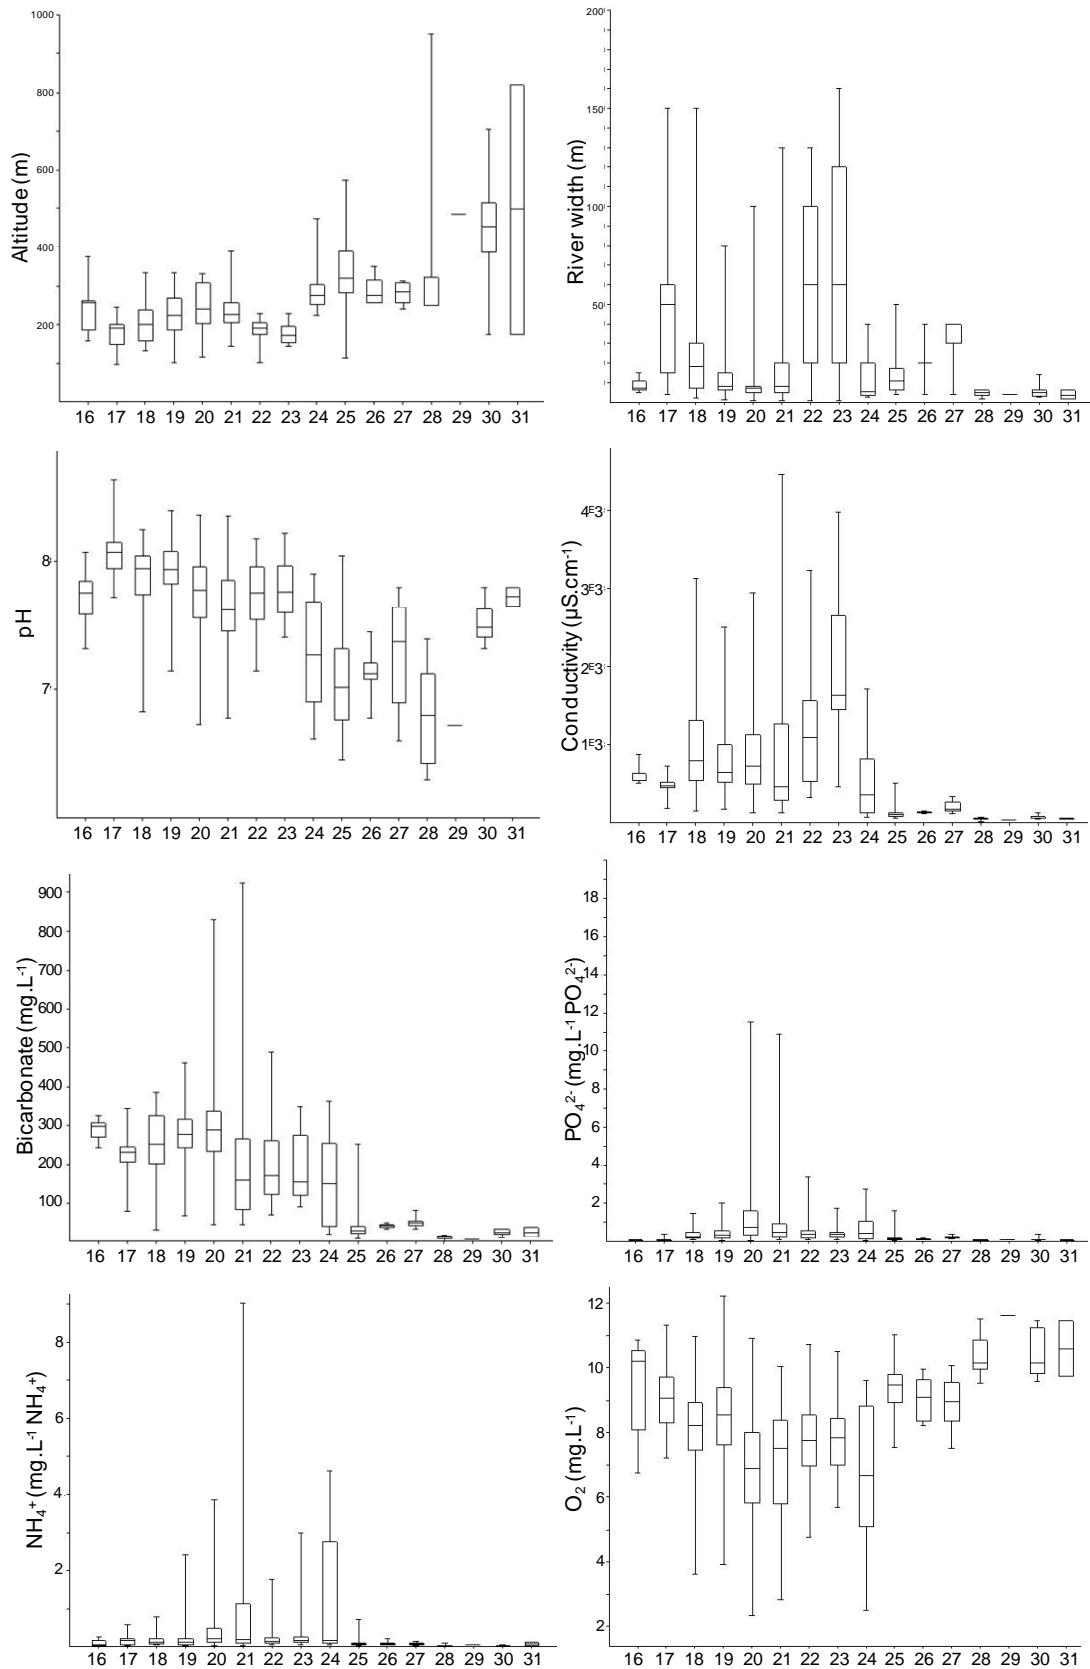 1000
800
600
400
200
Altitude (m)
16 17 18 19 20 21 22 23 24 25 26 27 28 29 30 31
200
150
100
50
River width (m)
16 17 18 19 20 21 22 23 24 25 26 27 28 29 30 31
8
7
pH
16 17 18 19 20 21 22 23 24 25 26 27 28 29 30 31
4E3
3E3
2E3
1E3
Conductivity (µS.cm⁻¹)
16 17 18 19 20 21 22 23 24 25 26 27 28 29 30 31
900
800
700
600
500
400
300
200
100
Bicarbonate (mg.L⁻¹)
16 17 18 19 20 21 22 23 24 25 26 27 28 29 30 31
18
16
14
12
10
8
6
4
2
PO₄²⁻ (mg.L⁻¹ PO₄²⁻)
16 17 18 19 20 21 22 23 24 25 26 27 28 29 30 31
8
6
4
2
NH₄⁺ (mg.L⁻¹ NH₄⁺)
16 17 18 19 20 21 22 23 24 25 26 27 28 29 30 31
12
10
8
6
4
2
O₂ (mg.L⁻¹)
16 17 18 19 20 21 22 23 24 25 26 27 28 29 30 31